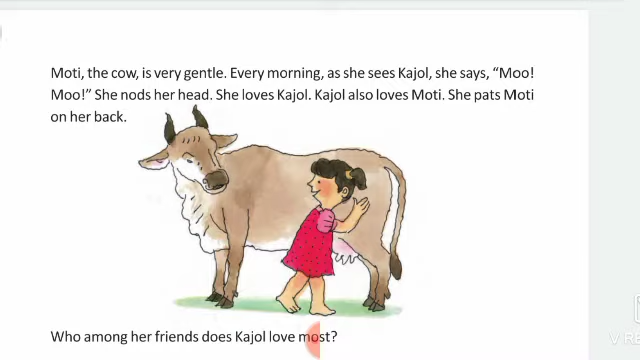 Moti, the cow, is very gentle. Every morning, as she sees Kajol, she says, “Moo!
Moo!” She nods her head. She loves Kajol. Kajol also loves Moti. She pats Moti
on her back.
Who among her friends does Kajol love most?